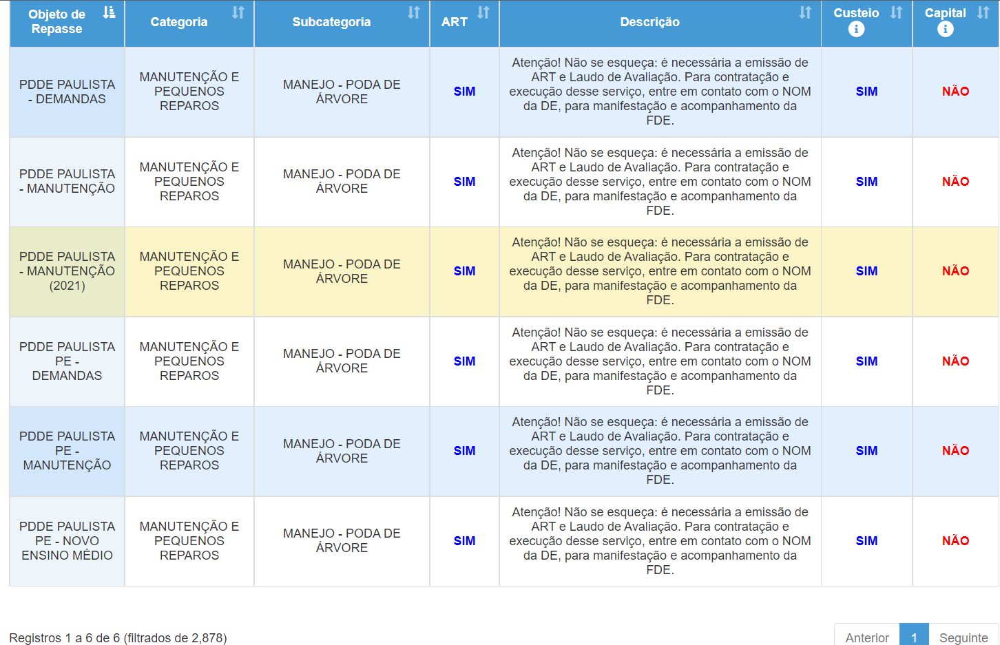 Objeto de
Repasse
Categoria
Subcategoria
ART
Descrição
Custeio
Capital
PDDE PAULISTA
- DEMANDAS
MANUTENÇÃO E
PEQUENOS
REPAROS
MANEJO - PODA DE
ÁRVORE
SIM
Atenção! Não se esqueça: é necessária a emissão de
ART e Laudo de Avaliação. Para contratação e
execução desse serviço, entre em contato com o NOM
da DE, para manifestação e acompanhamento da
FDE.
SIM
NÃO
PDDE PAULISTA
- MANUTENÇÃO
MANUTENÇÃO E
PEQUENOS
REPAROS
MANEJO - PODA DE
ÁRVORE
SIM
Atenção! Não se esqueça: é necessária a emissão de
ART e Laudo de Avaliação. Para contratação e
execução desse serviço, entre em contato com o NOM
da DE, para manifestação e acompanhamento da
FDE.
SIM
NÃO
PDDE PAULISTA
- MANUTENÇÃO
(2021)
MANUTENÇÃO E
PEQUENOS
REPAROS
MANEJO - PODA DE
ÁRVORE
SIM
Atenção! Não se esqueça: é necessária a emissão de
ART e Laudo de Avaliação. Para contratação e
execução desse serviço, entre em contato com o NOM
da DE, para manifestação e acompanhamento da
FDE.
SIM
NÃO
PDDE PAULISTA
PE -
DEMANDAS
MANUTENÇÃO E
PEQUENOS
REPAROS
MANEJO - PODA DE
ÁRVORE
SIM
Atenção! Não se esqueça: é necessária a emissão de
ART e Laudo de Avaliação. Para contratação e
execução desse serviço, entre em contato com o NOM
da DE, para manifestação e acompanhamento da
FDE.
SIM
NÃO
PDDE PAULISTA
PE -
MANUTENÇÃO
MANUTENÇÃO E
PEQUENOS
REPAROS
MANEJO - PODA DE
ÁRVORE
SIM
Atenção! Não se esqueça: é necessária a emissão de
ART e Laudo de Avaliação. Para contratação e
execução desse serviço, entre em contato com o NOM
da DE, para manifestação e acompanhamento da
FDE.
SIM
NÃO
PDDE PAULISTA
PE - NOVO
ENSINO MÉDIO
MANUTENÇÃO E
PEQUENOS
REPAROS
MANEJO - PODA DE
ÁRVORE
SIM
Atenção! Não se esqueça: é necessária a emissão de
ART e Laudo de Avaliação. Para contratação e
execução desse serviço, entre em contato com o NOM
da DE, para manifestação e acompanhamento da
FDE.
SIM
NÃO
Registros 1 a 6 de 6 (filtrados de 2,878)
Anterior
1
Seguinte